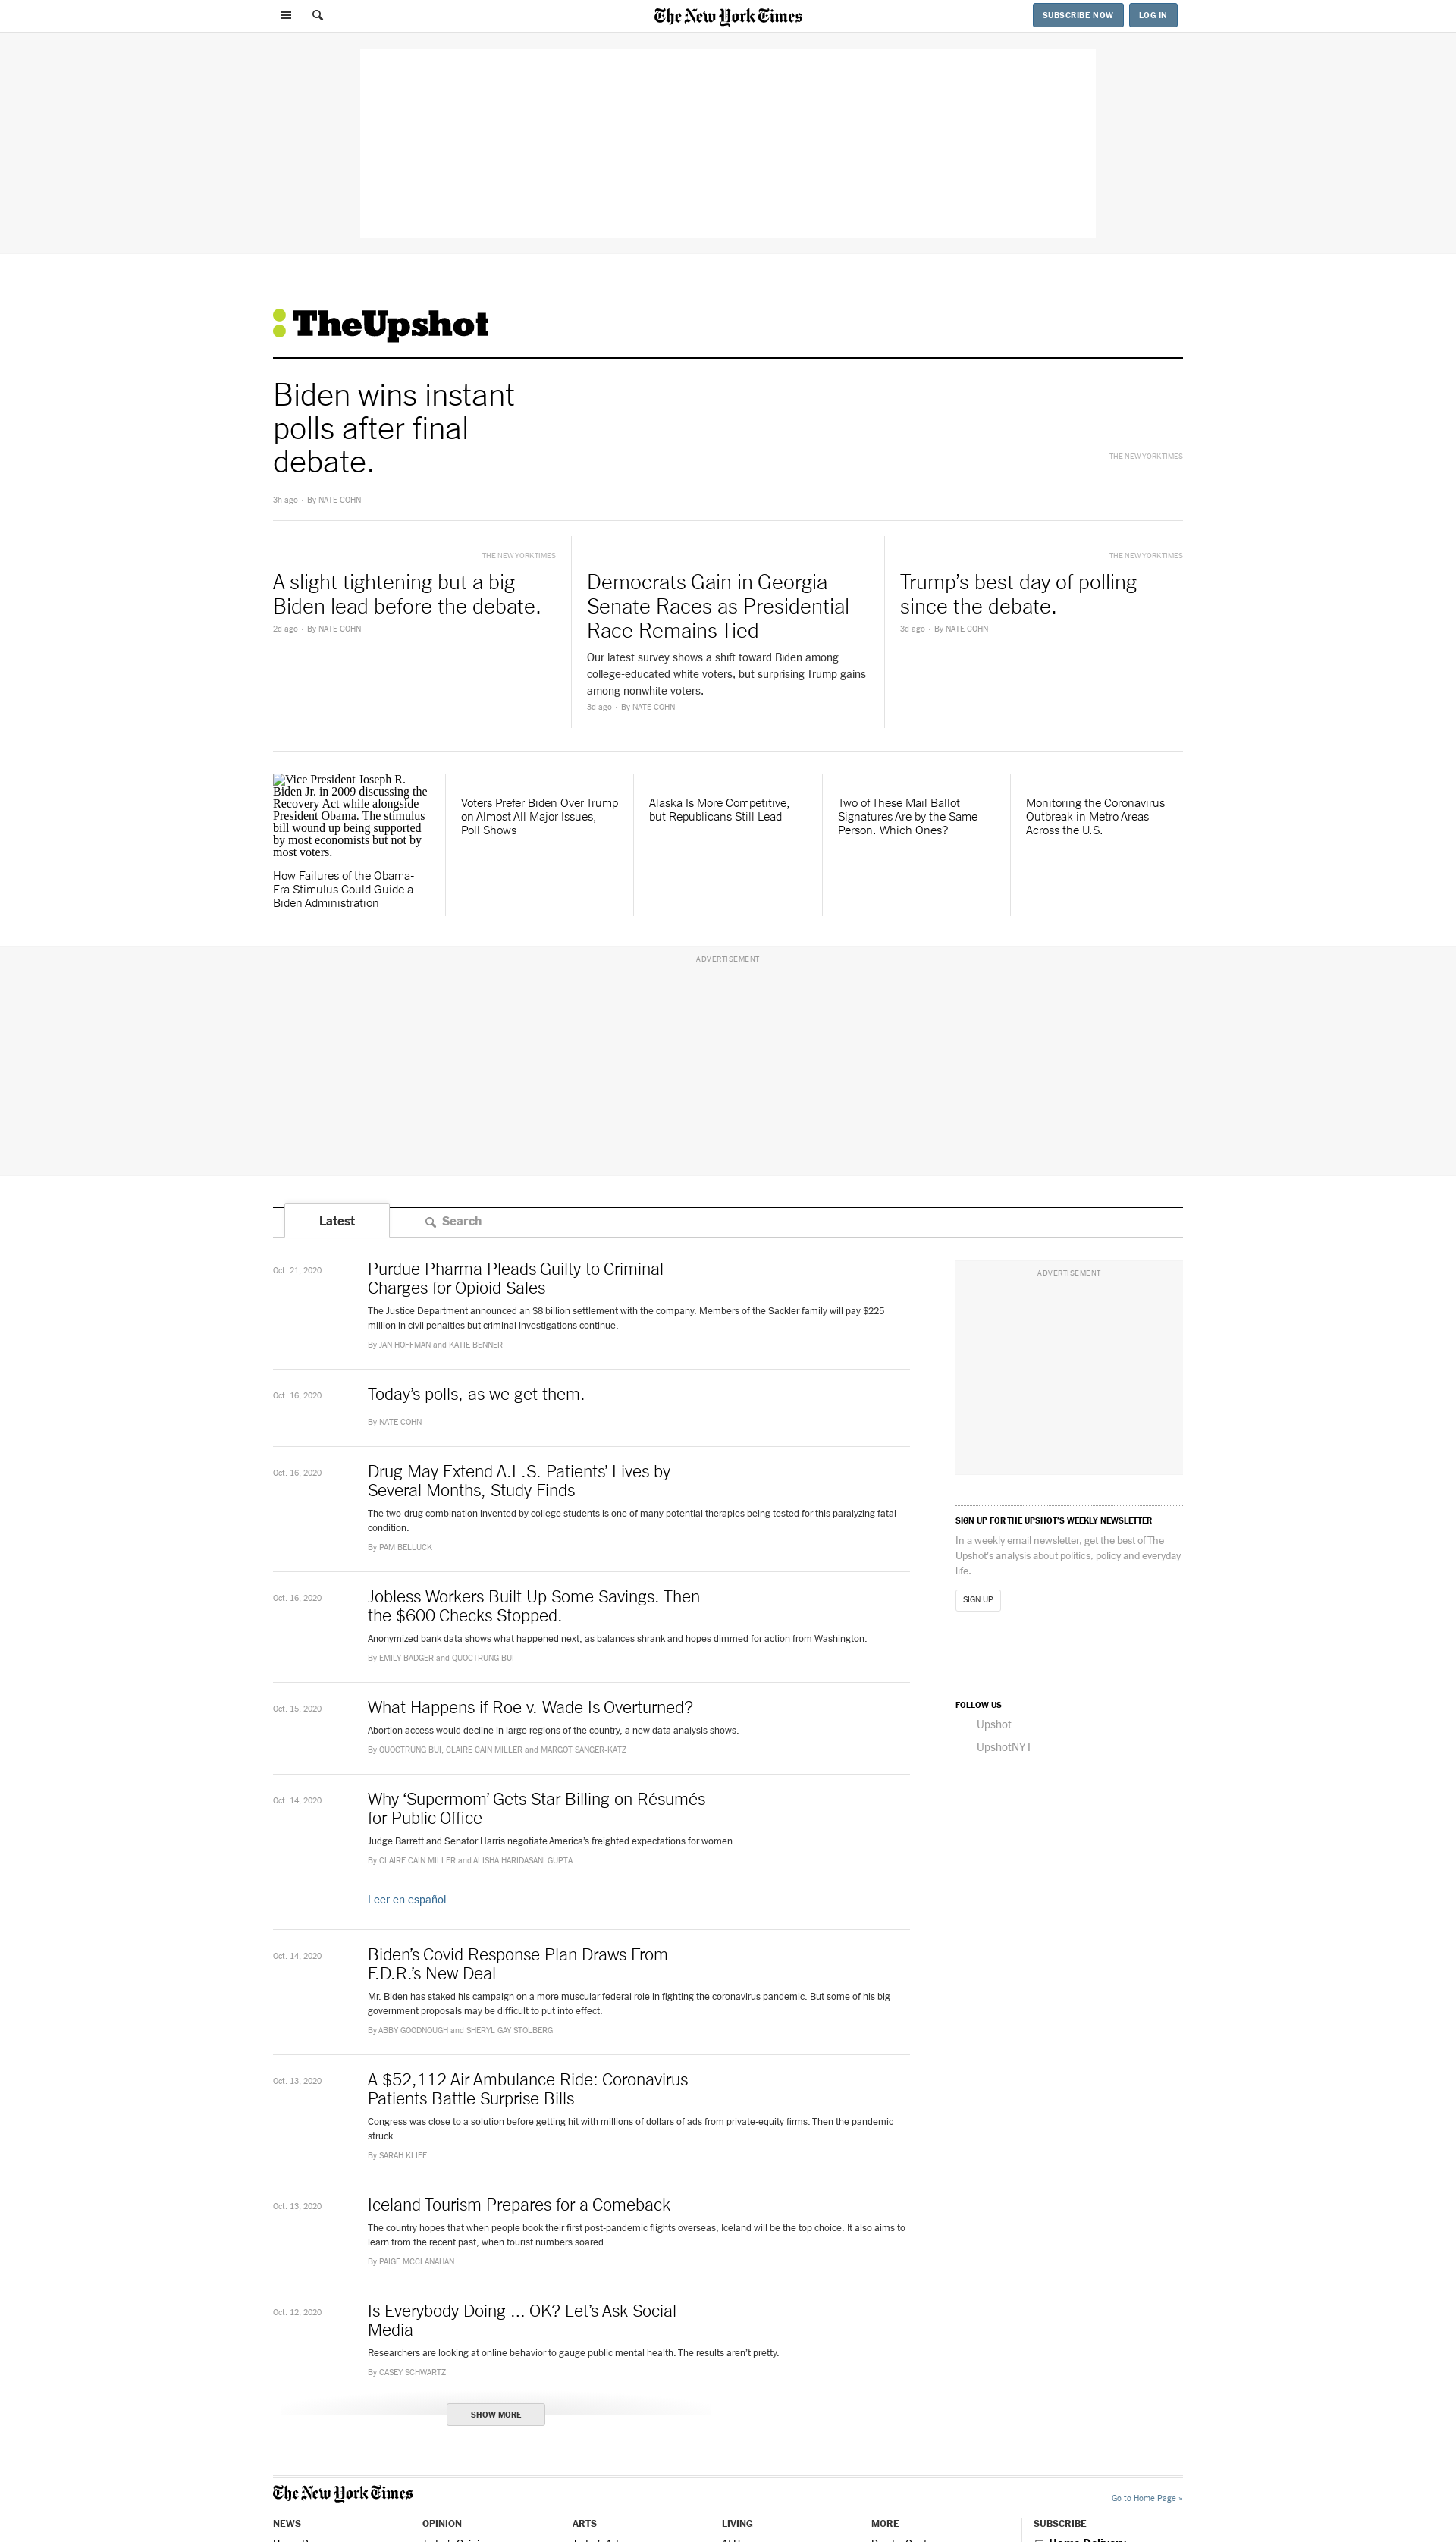 The New York Times
SUBSCRIBE NOW
LOG IN
TheUpshot
Biden wins instant
polls after final
debate.
THE NEW YORK TIMES
3h ago • By NATE COHN
THE NEW YORK TIMES
A slight tightening but a big
Biden lead before the debate.
2d ago • By NATE COHN
Democrats Gain in Georgia
Senate Races as Presidential
Race Remains Tied
Our latest survey shows a shift toward Biden among
college-educated white voters, but surprising Trump gains
among nonwhite voters.
3d ago • By NATE COHN
THE NEW YORK TIMES
Trump’s best day of polling
since the debate.
3d ago • By NATE COHN
Vice President Joseph R.
Biden Jr. in 2009 discussing the
Recovery Act while alongside
President Obama. The stimulus
bill wound up being supported
by most economists but not by
most voters.
How Failures of the Obama-
Era Stimulus Could Guide a
Biden Administration
Voters Prefer Biden Over Trump
on Almost All Major Issues,
Poll Shows
Alaska Is More Competitive,
but Republicans Still Lead
Two of These Mail Ballot
Signatures Are by the Same
Person. Which Ones?
Monitoring the Coronavirus
Outbreak in Metro Areas
Across the U.S.
ADVERTISEMENT
Latest
Search
Oct. 21, 2020
Purdue Pharma Pleads Guilty to Criminal
Charges for Opioid Sales
The Justice Department announced an $8 billion settlement with the company. Members of the Sackler family will pay $225
million in civil penalties but criminal investigations continue.
By JAN HOFFMAN and KATIE BENNER
Oct. 16, 2020
Today’s polls, as we get them.
By NATE COHN
Oct. 16, 2020
Drug May Extend A.L.S. Patients’ Lives by
Several Months, Study Finds
The two-drug combination invented by college students is one of many potential therapies being tested for this paralyzing fatal
condition.
By PAM BELLUCK
Oct. 16, 2020
Jobless Workers Built Up Some Savings. Then
the $600 Checks Stopped.
Anonymized bank data shows what happened next, as balances shrank and hopes dimmed for action from Washington.
By EMILY BADGER and QUOCTRUNG BUI
Oct. 15, 2020
What Happens if Roe v. Wade Is Overturned?
Abortion access would decline in large regions of the country, a new data analysis shows.
By QUOCTRUNG BUI, CLAIRE CAIN MILLER and MARGOT SANGER-KATZ
Oct. 14, 2020
Why ‘Supermom’ Gets Star Billing on Résumés
for Public Office
Judge Barrett and Senator Harris negotiate America’s freighted expectations for women.
By CLAIRE CAIN MILLER and ALISHA HARIDASANI GUPTA
Leer en español
Oct. 14, 2020
Biden’s Covid Response Plan Draws From
F.D.R.’s New Deal
Mr. Biden has staked his campaign on a more muscular federal role in fighting the coronavirus pandemic. But some of his big
government proposals may be difficult to put into effect.
By ABBY GOODNOUGH and SHERYL GAY STOLBERG
Oct. 13, 2020
A $52,112 Air Ambulance Ride: Coronavirus
Patients Battle Surprise Bills
Congress was close to a solution before getting hit with millions of dollars of ads from private-equity firms. Then the pandemic
struck.
By SARAH KLIFF
Oct. 13, 2020
Iceland Tourism Prepares for a Comeback
The country hopes that when people book their first post-pandemic flights overseas, Iceland will be the top choice. It also aims to
learn from the recent past, when tourist numbers soared.
By PAIGE MCCLANAHAN
Oct. 12, 2020
Is Everybody Doing ... OK? Let’s Ask Social
Media
Researchers are looking at online behavior to gauge public mental health. The results aren’t pretty.
By CASEY SCHWARTZ
SHOW MORE
ADVERTISEMENT
SIGN UP FOR THE UPSHOT’S WEEKLY NEWSLETTER
In a weekly email newsletter, get the best of The
Upshot’s analysis about politics, policy and everyday
life.
SIGN UP
FOLLOW US
Upshot
UpshotNYT
The New York Times
Go to Home Page »
NEWS
OPINION
ARTS
LIVING
MORE
SUBSCRIBE